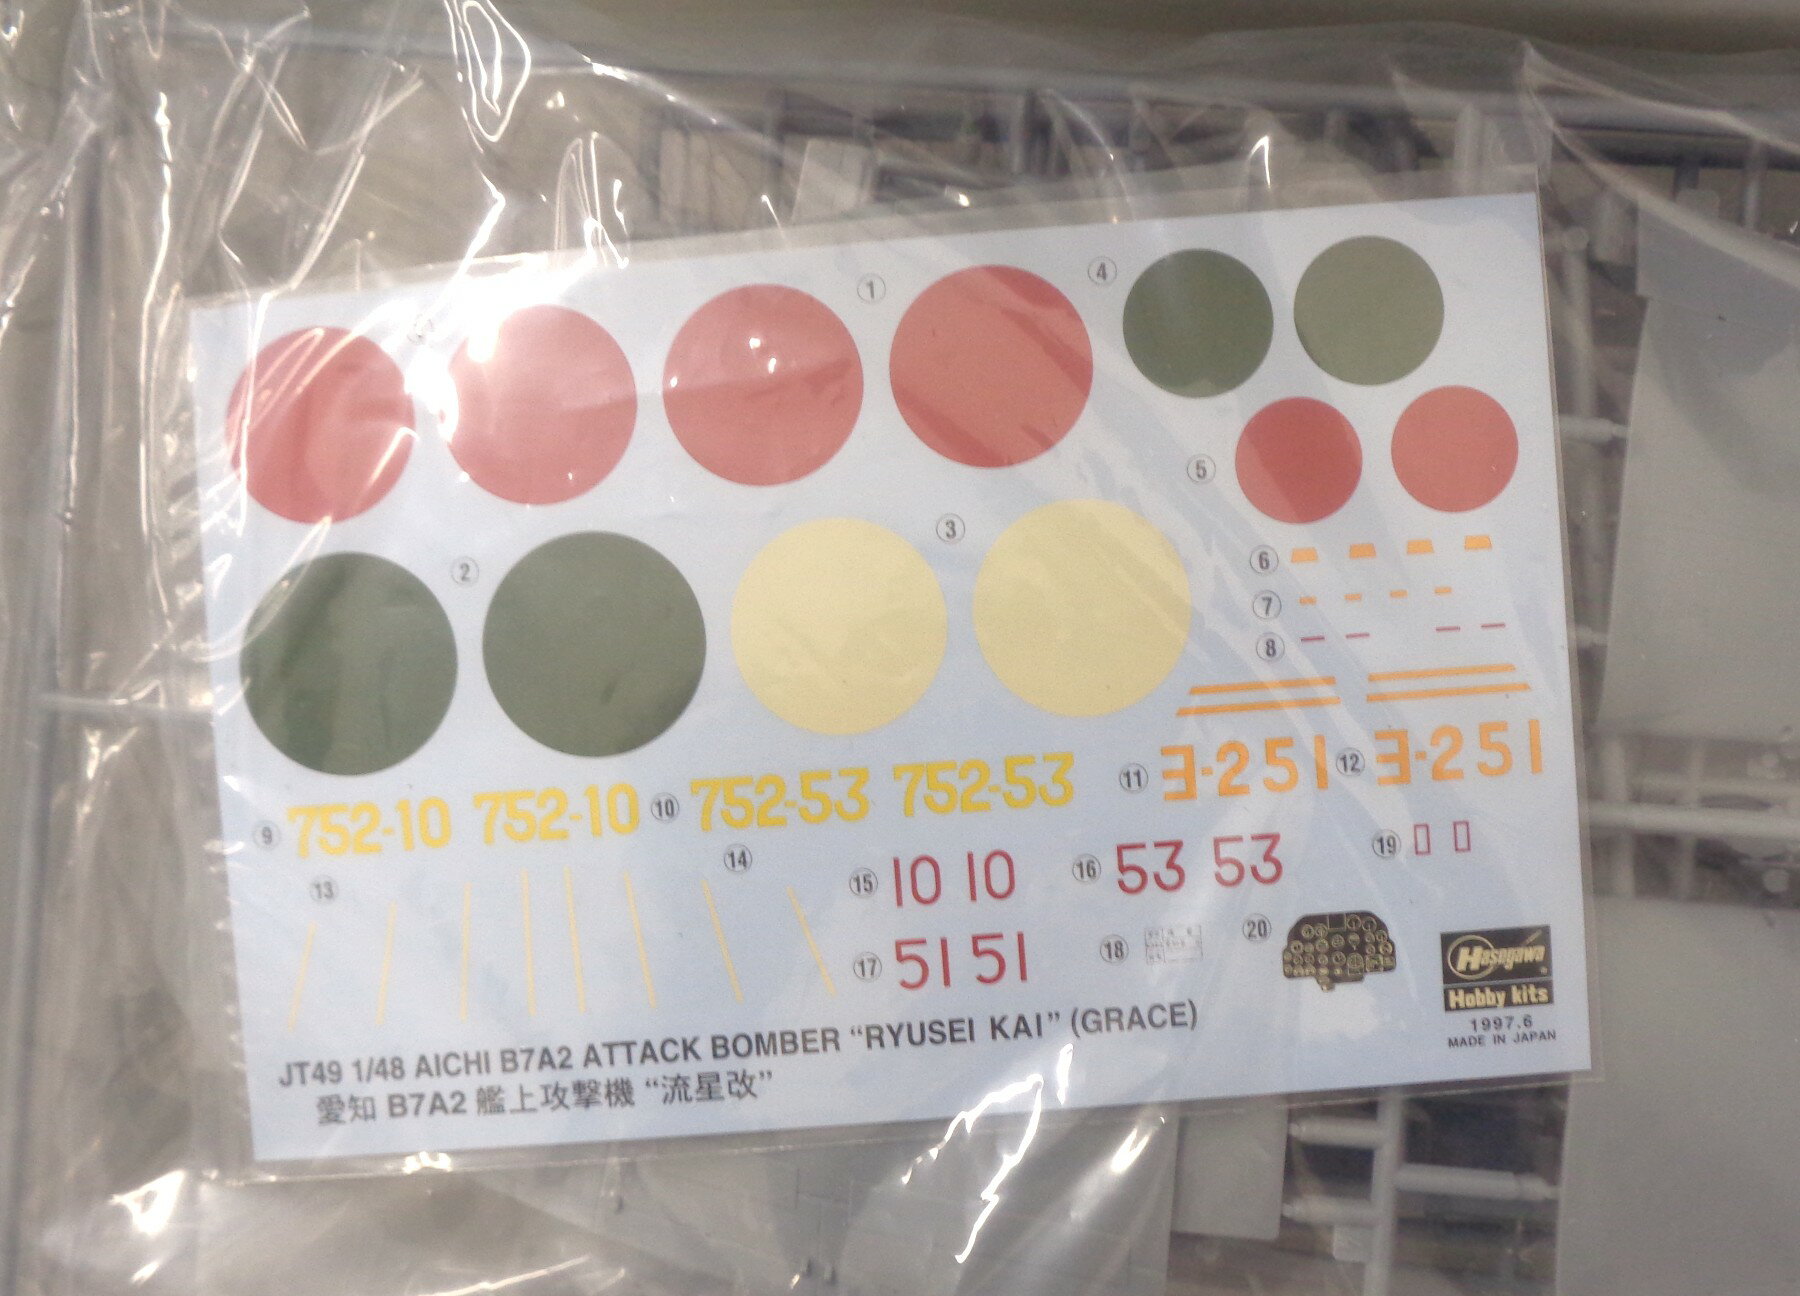 ①
④
⑤
②
③
⑥
⑦
⑧
⑨ 752-10 752-10 ⑩ 752-53 752-53 ⑪ ヨ-251 ⑫ ヨ-251
⑬
⑭
⑮ 10 10 ⑯ 53 53 ⑲
⑰ 51 51 ⑱ ⑳
Hasegawa
Hobby kits
1997.6
MADE IN JAPAN
JT49 1/48 AICHI B7A2 ATTACK BOMBER “RYUSEI KAI” (GRACE)
愛知 B7A2 艦上攻撃機 “流星改”